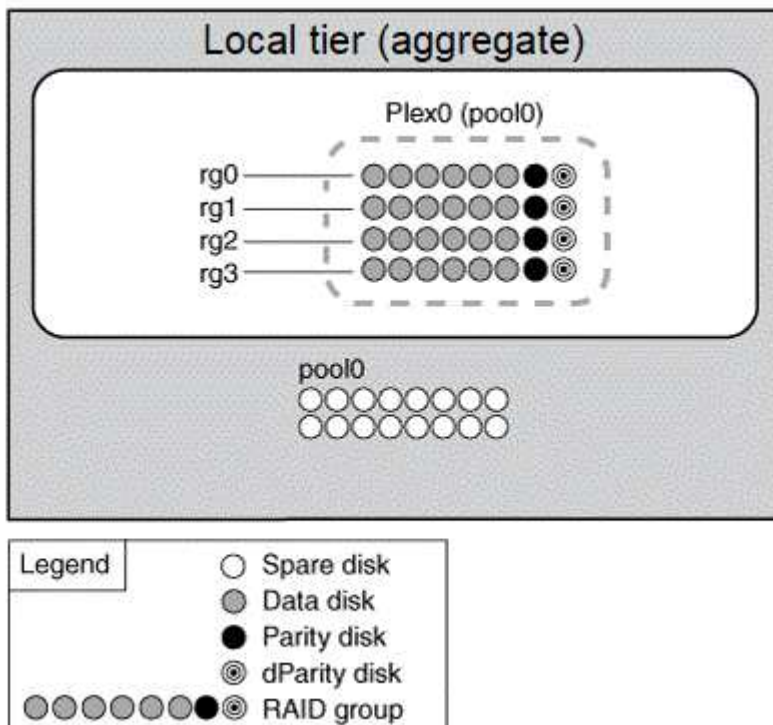 Local tier (aggregate)
Plex0 (pool0)
rg0
rg1
rg2
rg3
pool0
Legend
Spare disk
Data disk
Parity disk
dParity disk
RAID group